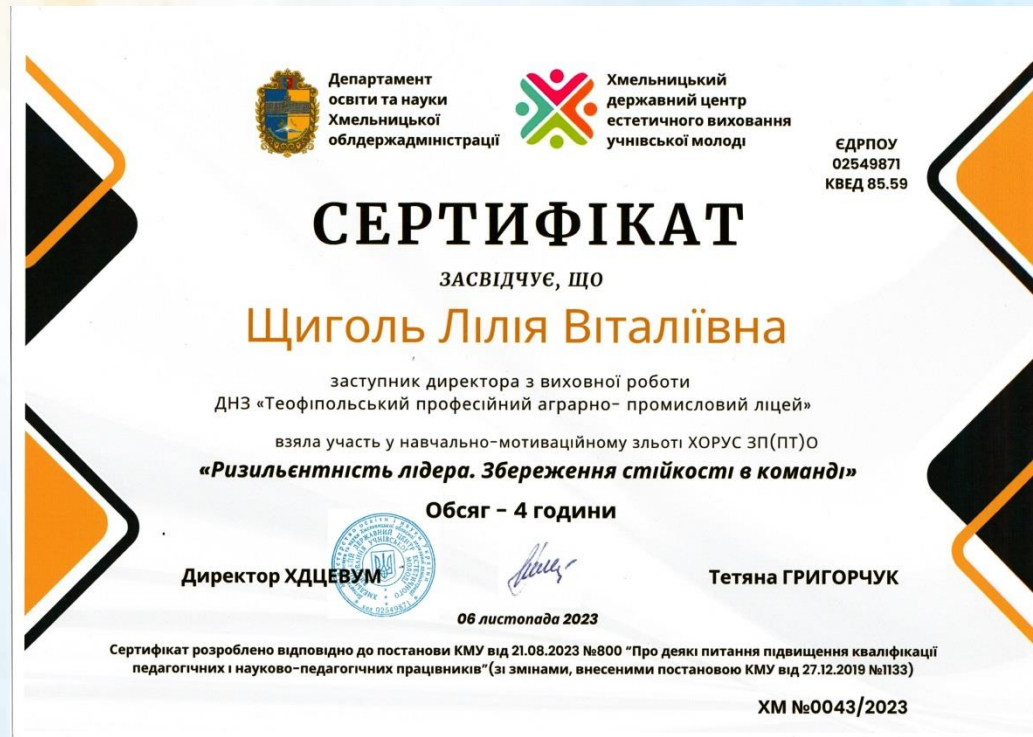 Департамент
освіти та науки
Хмельницької
облдержадміністрації
Хмельницький
державний центр
естетичного виховання
учнівської молоді
ЄДРПОУ
02549871
КВЕД 85.59
СЕРТИФІКАТ
ЗАСВІДЧУЄ, ЩО
Щиголь Лілія Віталіївна
заступник директора з виховної роботи
ДНЗ «Теофіпольський професійний аграрно- промисловий ліцей»
взяла участь у навчально-мотиваційному зльоті ХОРУС ЗП(ПТ)О
«Ризильєнтність лідера. Збереження стійкості в команді»
Обсяг - 4 години
Директор ХДЦЕВУМ
Тетяна ГРИГОРЧУК
06 листопада 2023
Сертифікат розроблено відповідно до постанови КМУ від 21.08.2023 №800 "Про деякі питання підвищення кваліфікації
педагогічних і науково-педагогічних працівників"(зі змінами, внесеними постановою КМУ від 27.12.2019 №1133)
ХМ №0043/2023